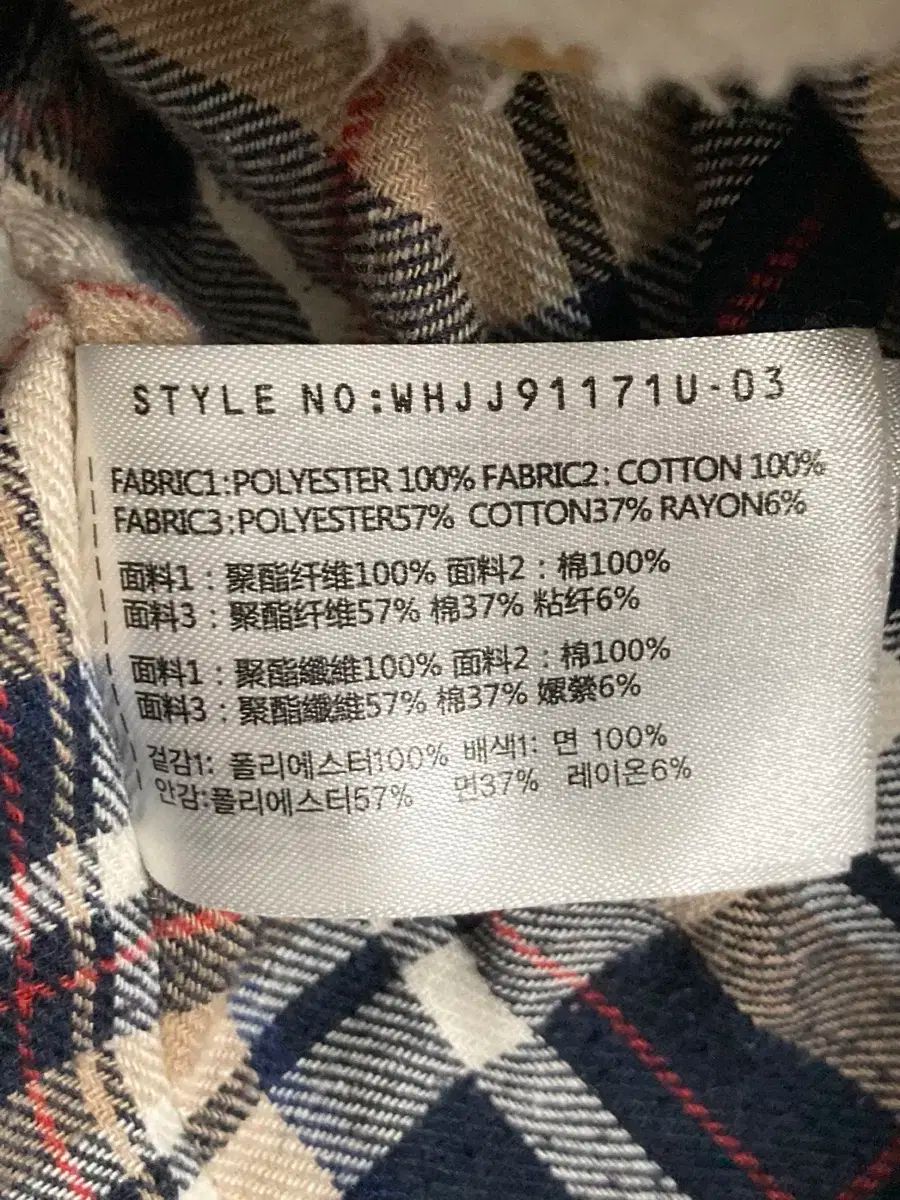 STYLE NO:WHJJ91171U-03
FABRIC1:POLYESTER 100% FABRIC2: COTTON 100%
FABRIC3:POLYESTER57% COTTON37% RAYON6%
面料1：聚酯纤维100% 面料2：棉100%
面料3：聚酯纤维57% 棉37% 粘纤6%
面料1：聚酯纖維100% 面料2：棉100%
面料3：聚酯纖維57% 棉37% 嫘縈6%
겉감1: 폴리에스터100% 배색1: 면 100%
안감:폴리에스터57% 면37% 레이온6%